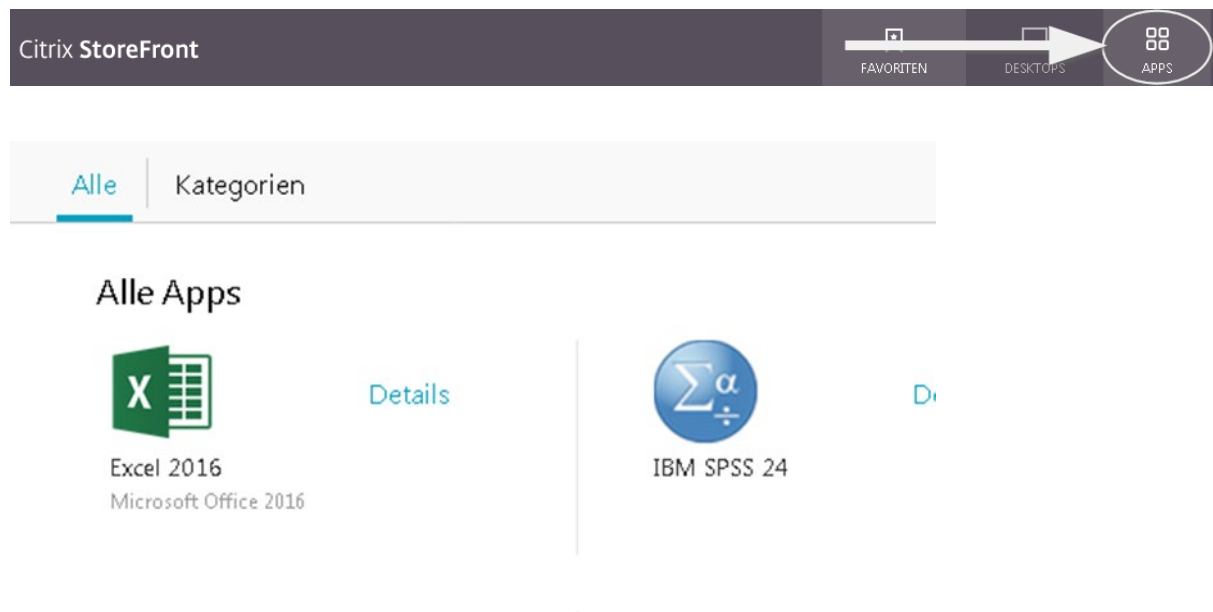 Citrix StoreFront
FAVORITEN
DESKTOPS
APPS
Alle
Kategorien
Alle Apps
Details
Excel 2016
Microsoft Office 2016
IBM SPSS 24